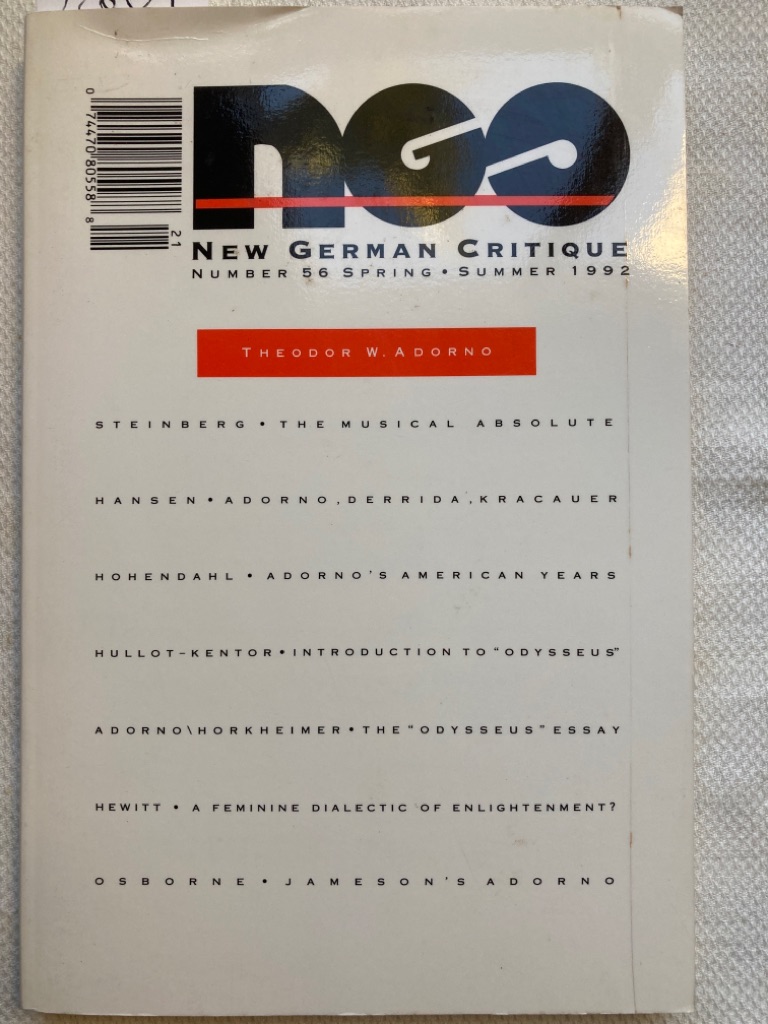 0 74470 80558 8
21
NGC
NEW GERMAN CRITIQUE
NUMBER 56 SPRING • SUMMER 1992
THEODOR W. ADORNO
STEINBERG • THE MUSICAL ABSOLUTE
HANSEN • ADORNO, DERRIDA, KRACAUER
HOHENDAHL • ADORNO'S AMERICAN YEARS
HULLOT-KENTOR • INTRODUCTION TO "ODYSSEUS"
ADORNO\HORKHEIMER • THE "ODYSSEUS" ESSAY
HEWITT • A FEMININE DIALECTIC OF ENLIGHTENMENT?
OSBORNE • JAMESON'S ADORNO